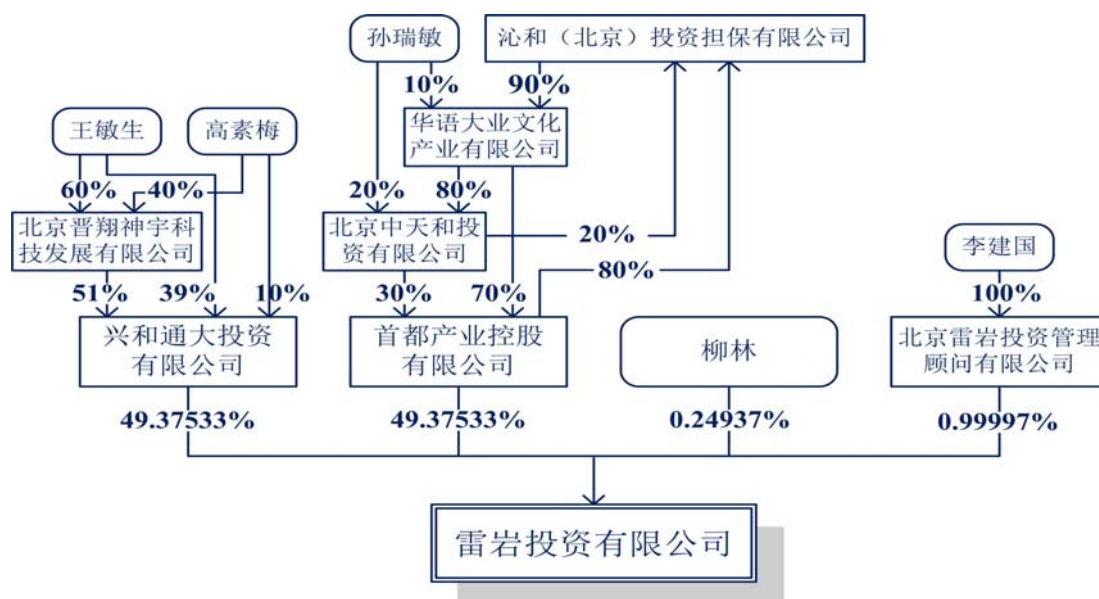 孙瑞敏
沁和（北京）投资担保有限公司
10%
90%
王敏生
高素梅
华语大业文化
产业有限公司
60%
40%
20%
80%
北京晋翔神宇科
技发展有限公司
北京中天和投
资有限公司
20%
80%
李建国
51%
39%
10%
30%
70%
100%
兴和通大投资
有限公司
首都产业控股
有限公司
柳林
北京雷岩投资管理
顾问有限公司
49.37533%
49.37533%
0.24937%
0.99997%
雷岩投资有限公司